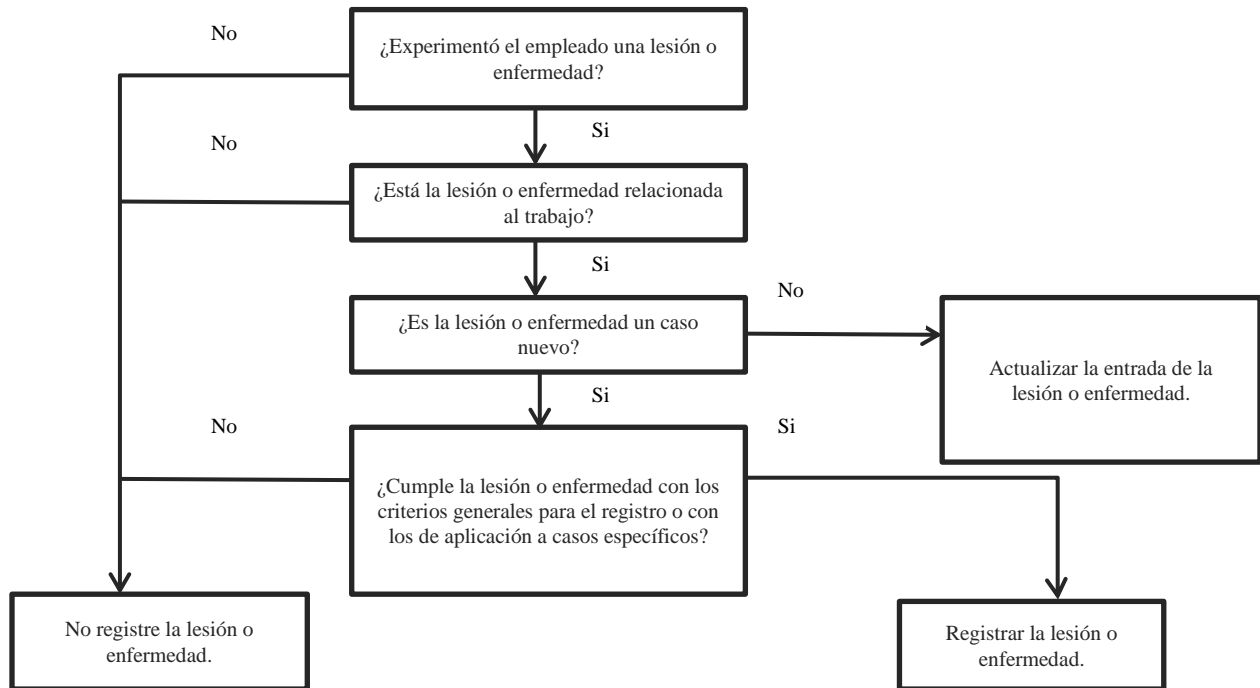 No
¿Experimentó el empleado una lesión o
enfermedad?
Si
No
¿Está la lesión o enfermedad relacionada
al trabajo?
Si
No
¿Es la lesión o enfermedad un caso
nuevo?
Actualizar la entrada de la
lesión o enfermedad.
Si
No
Si
¿Cumple la lesión o enfermedad con los
criterios generales para el registro o con
los de aplicación a casos específicos?
No registre la lesión o
enfermedad.
Registrar la lesión o
enfermedad.